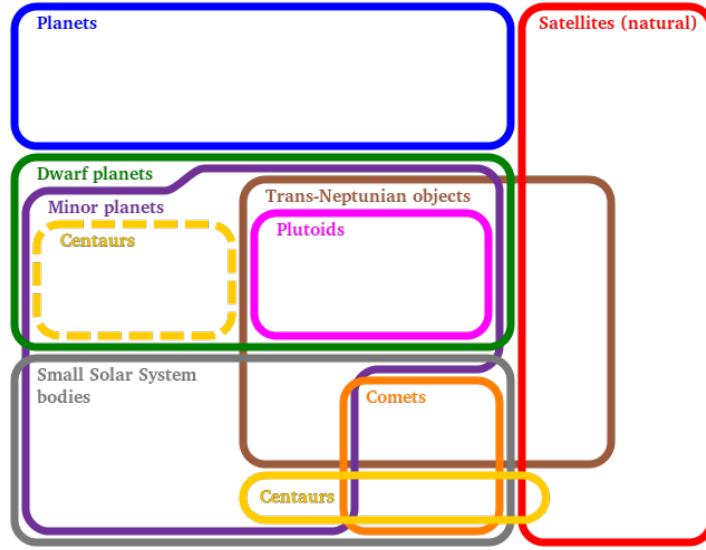 Planets
Satellites (natural)
Dwarf planets
Minor planets
Trans-Neptunian objects
Centaurs
Plutoids
Small Solar System
bodies
Comets
Centaurs